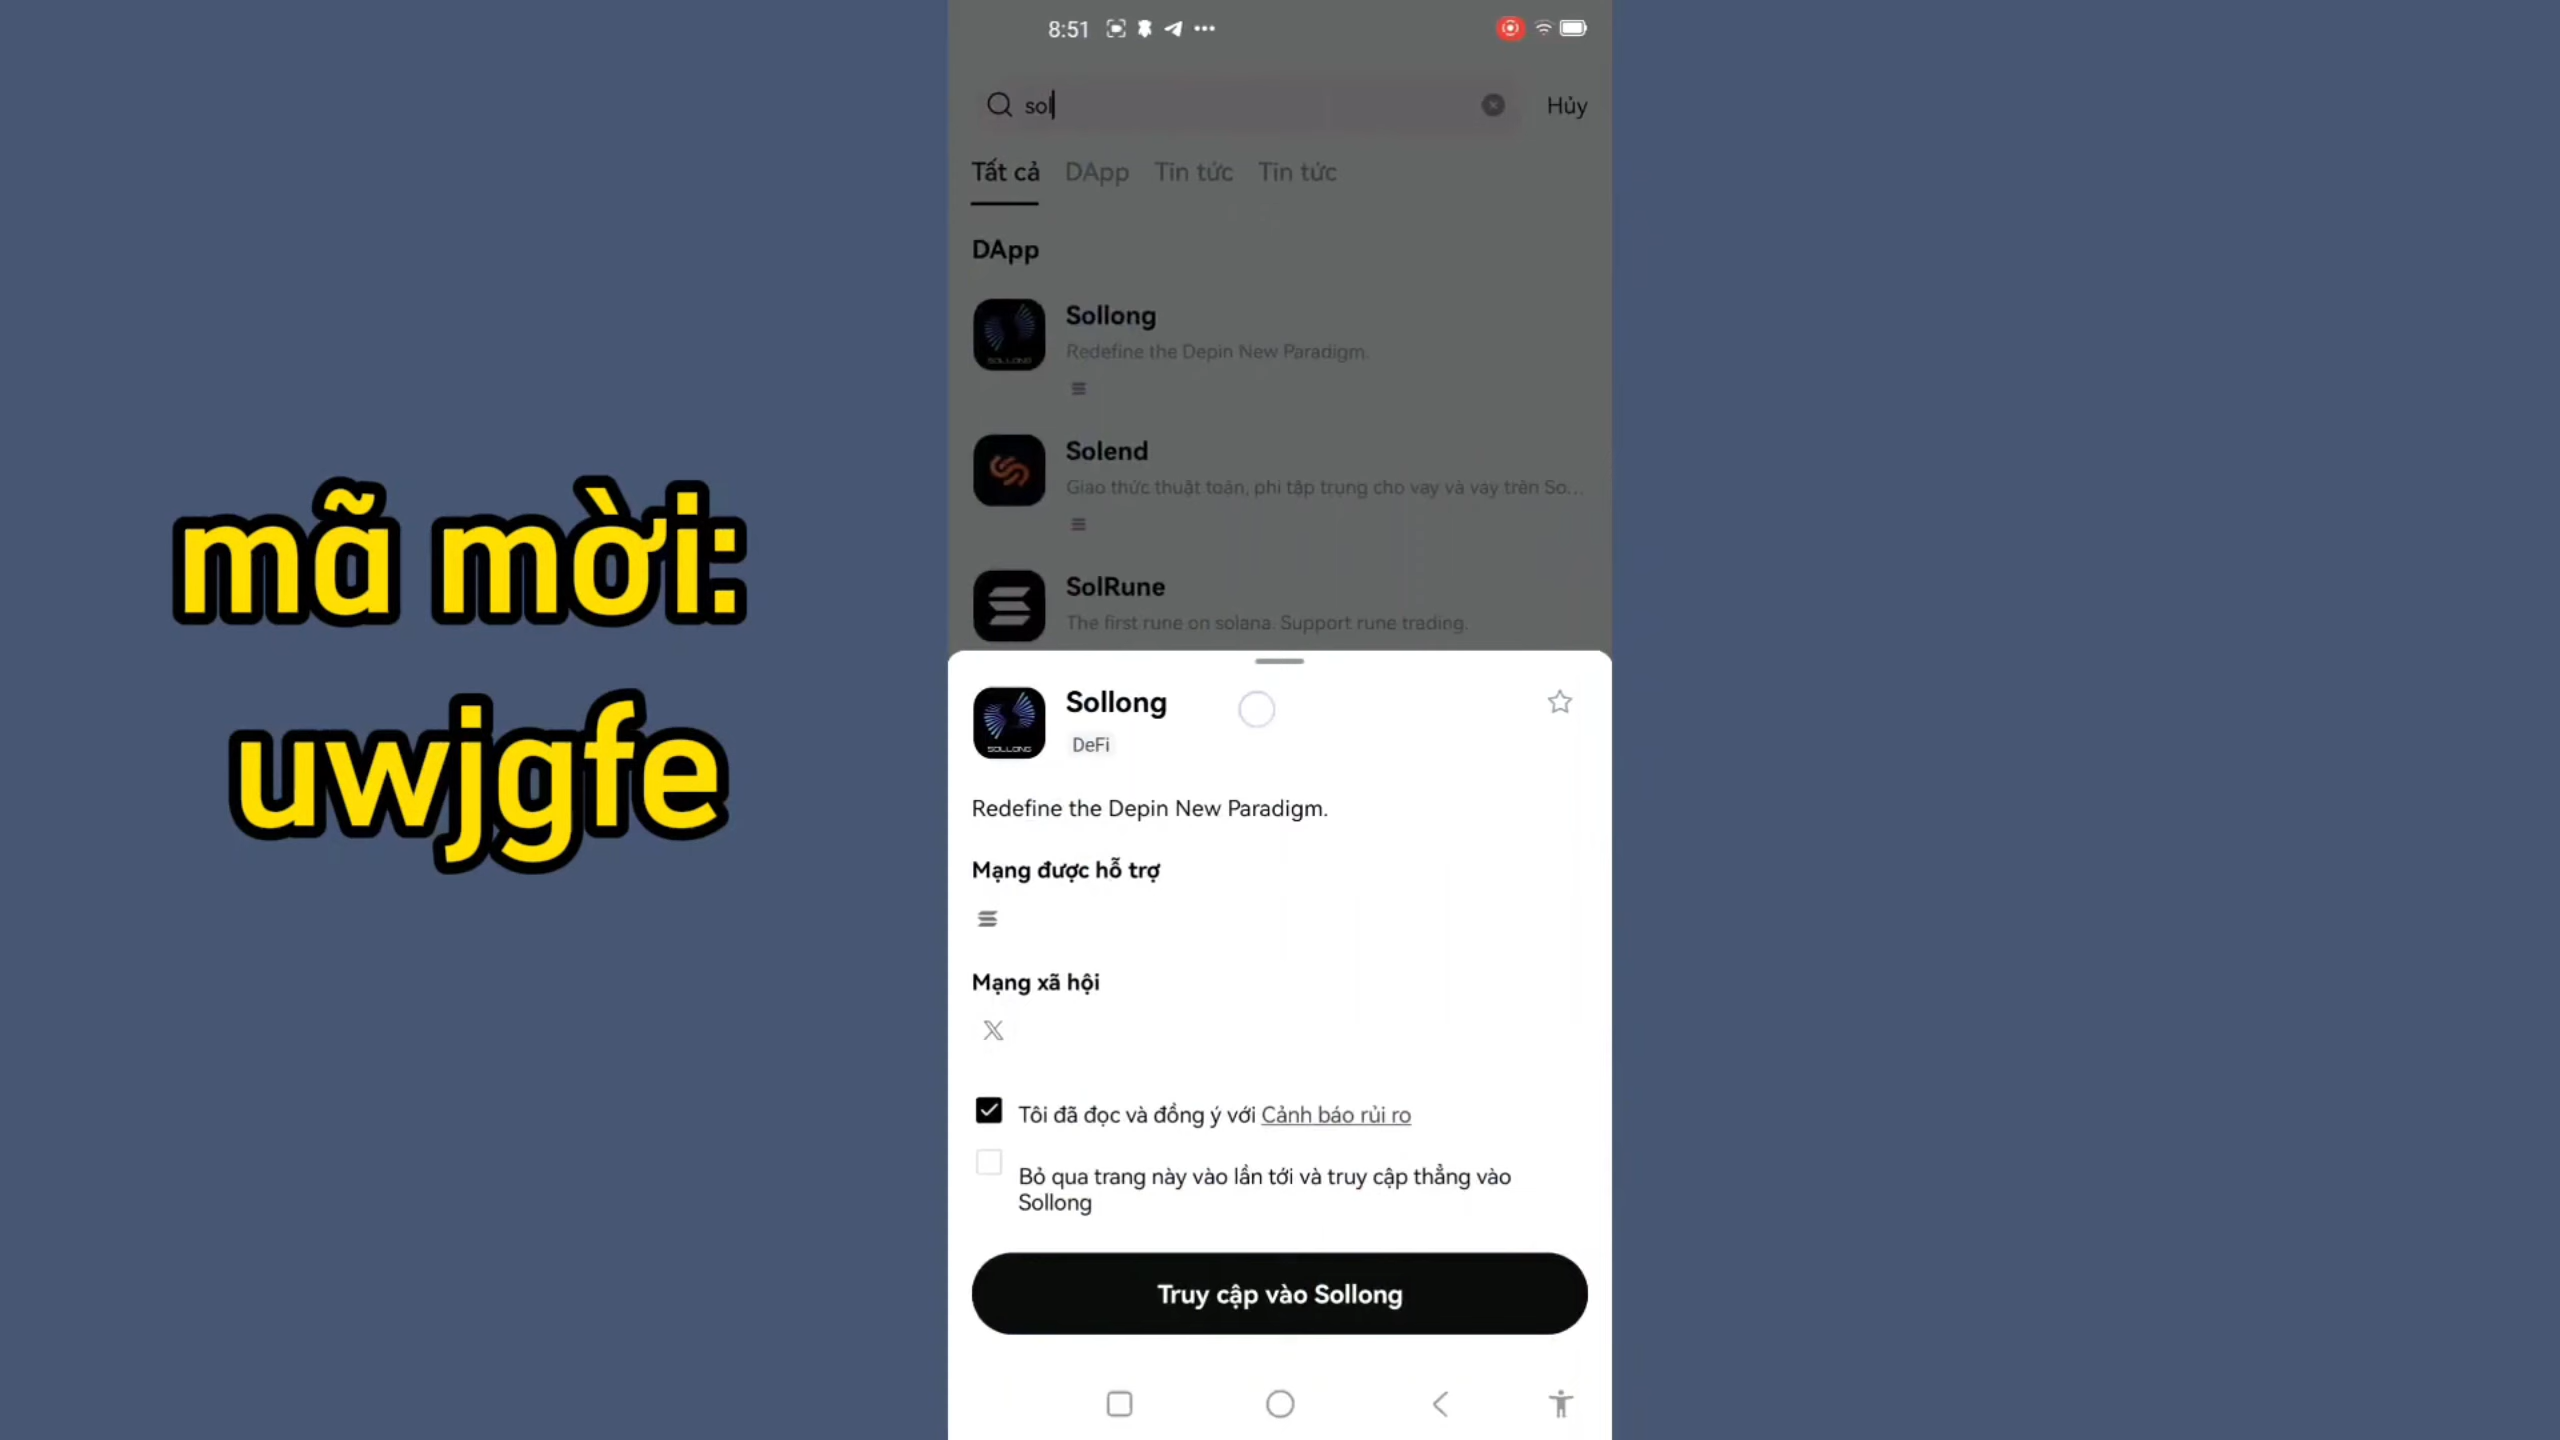 8:51
sol
Hủy
Tất cả DApp Tin tức Tin tức
DApp
Sollong
Redefine the Depin New Paradigm.
SOLLONG
Solend
Giao thức thuật toán, phi tập trung cho vay và vay trên So...
SolRune
The first rune on solana. Support rune trading.
mã mời:
uwjgfe
Sollong
SOLLONG
DeFi
Redefine the Depin New Paradigm.
Mạng được hỗ trợ
Mạng xã hội
X
Tôi đã đọc và đồng ý với Cảnh báo rủi ro
Bỏ qua trang này vào lần tới và truy cập thẳng vào
Sollong
Truy cập vào Sollong